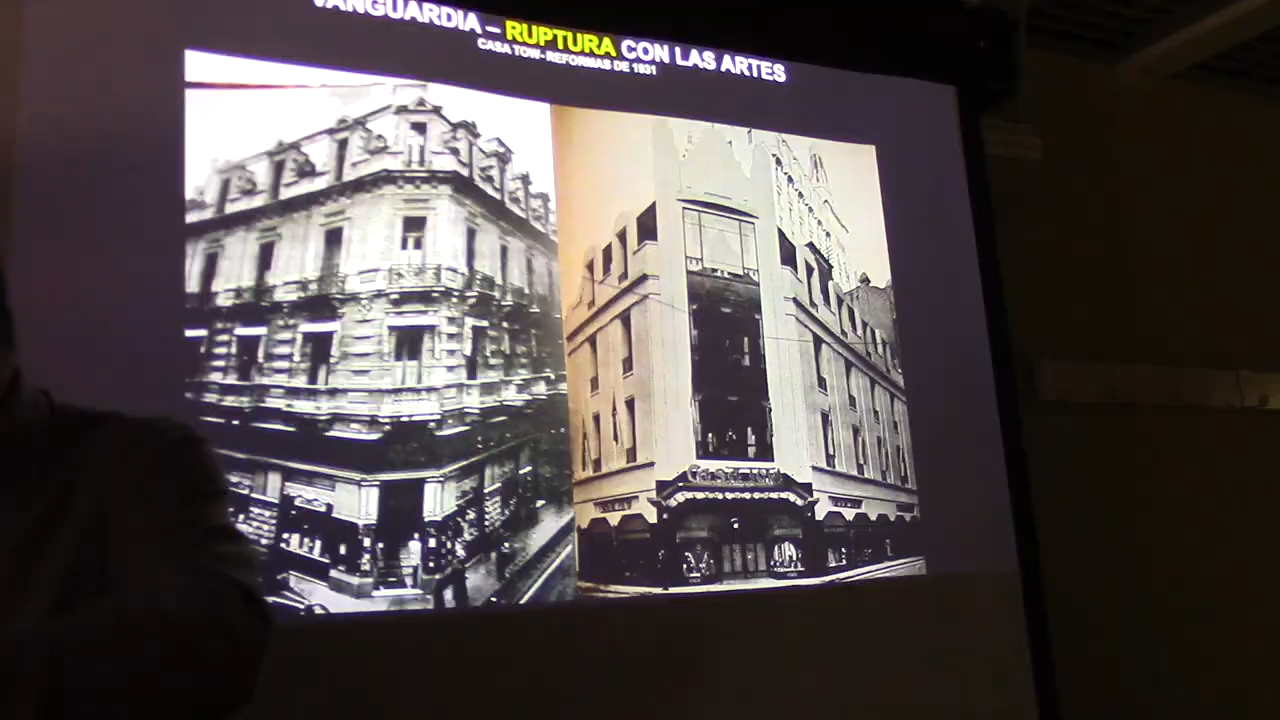 VANGUARDIA – RUPTURA CON LAS ARTES
CASA TOW- REFORMAS DE 1931